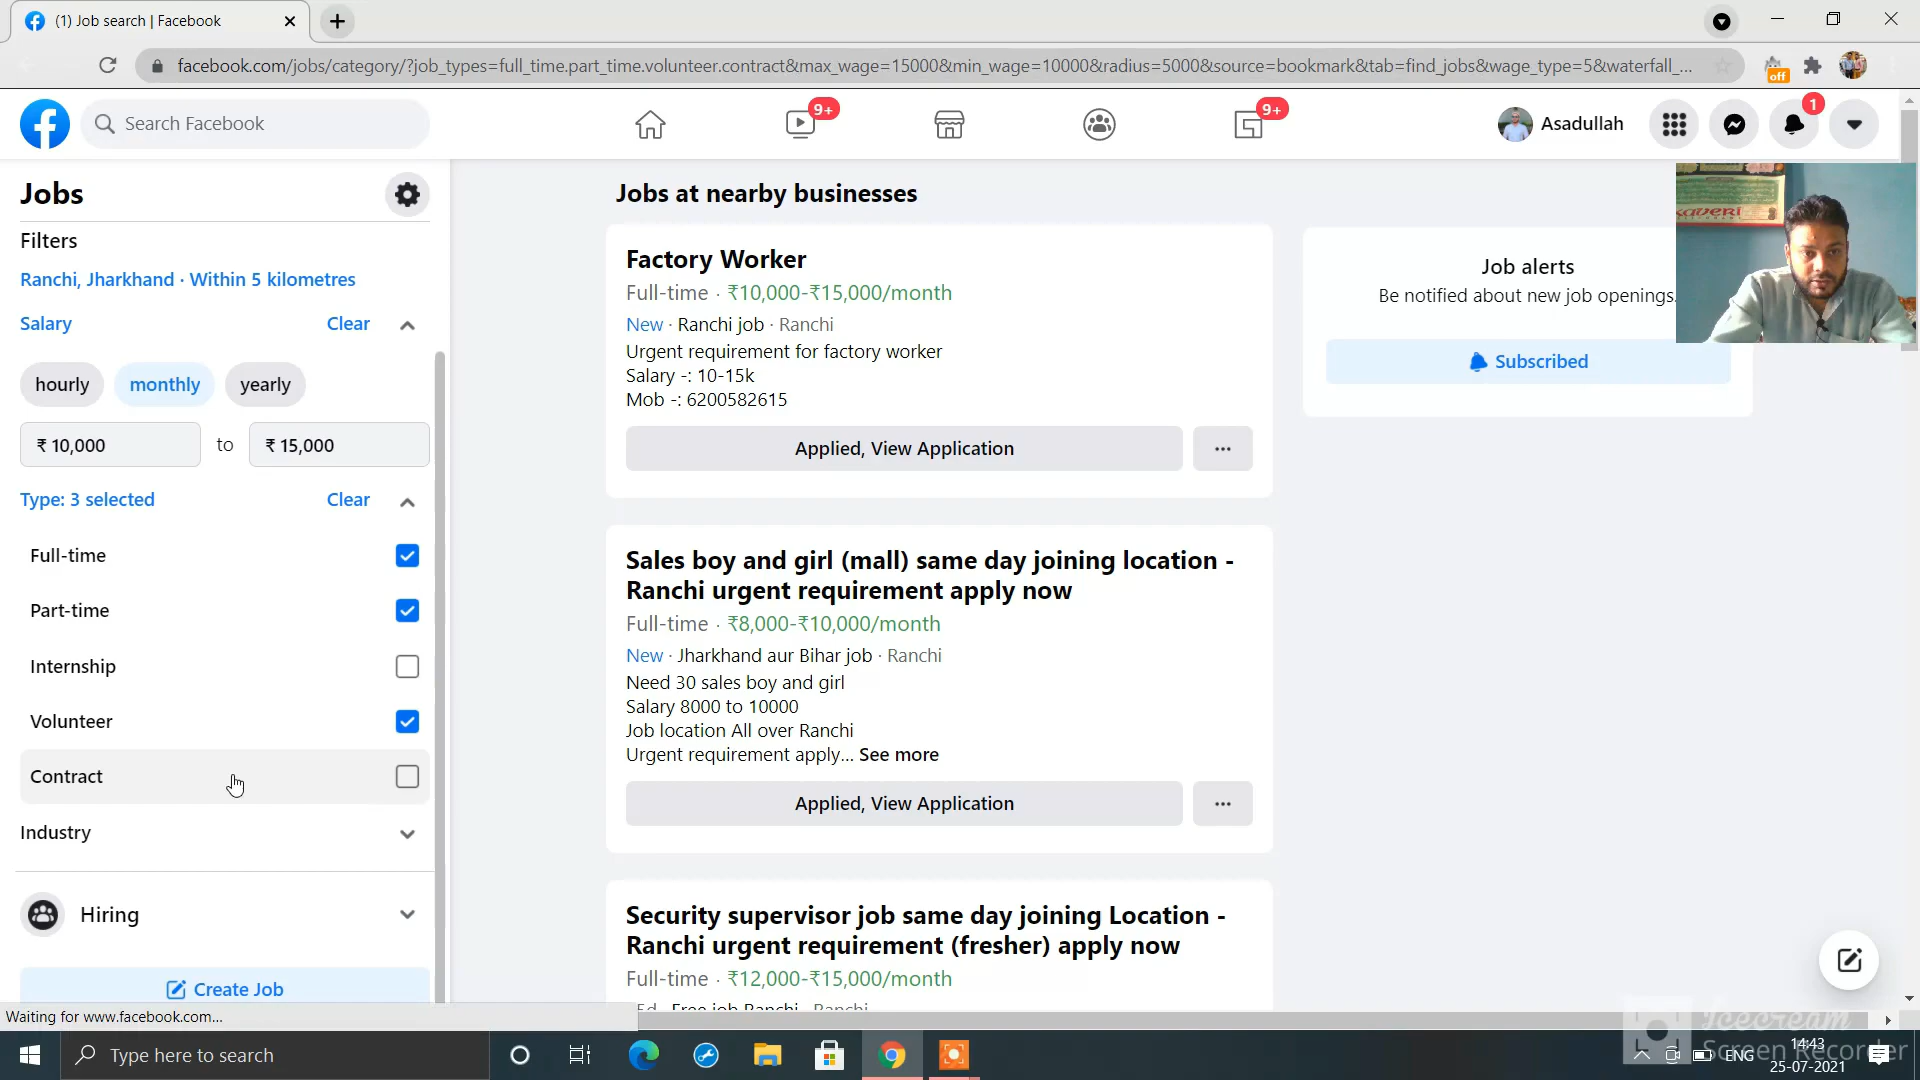 (1) Job search | Facebook
facebook.com/jobs/category/?job_types=full_time.part_time.volunteer.contract&max_wage=15000&min_wage=10000&radius=5000&source=bookmark&tab=find_jobs&wage_type=5&waterfall_...
off
Search Facebook
9+
9+
Asadullah
1
Jobs
Filters
Ranchi, Jharkhand · Within 5 kilometres
Salary Clear
hourly monthly yearly
₹ 10,000 to ₹ 15,000
Type: 3 selected Clear
Full-time
Part-time
Internship
Volunteer
Contract
Industry
Hiring
Create Job
Waiting for www.facebook.com...
Jobs at nearby businesses
Factory Worker
Full-time · ₹10,000-₹15,000/month
New · Ranchi job · Ranchi
Urgent requirement for factory worker
Salary -: 10-15k
Mob -: 6200582615
Applied, View Application
Sales boy and girl (mall) same day joining location -
Ranchi urgent requirement apply now
Full-time · ₹8,000-₹10,000/month
New · Jharkhand aur Bihar job · Ranchi
Need 30 sales boy and girl
Salary 8000 to 10000
Job location All over Ranchi
Urgent requirement apply... See more
Applied, View Application
Security supervisor job same day joining Location -
Ranchi urgent requirement (fresher) apply now
Full-time · ₹12,000-₹15,000/month
Free job Ranchi · Ranchi
Job alerts
Be notified about new job openings.
Subscribed
KAVERI
Icecream
Screen Recorder
Type here to search
ENG
14:43
25-07-2021